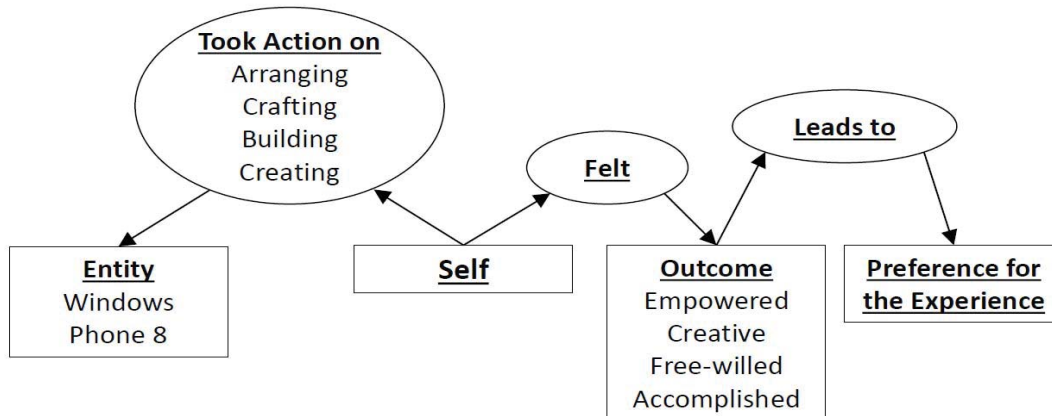 Took Action on
Arranging
Crafting
Building
Creating
Felt
Leads to
Entity
Windows
Phone 8
Self
Outcome
Empowered
Creative
Free-willed
Accomplished
Preference for
the Experience